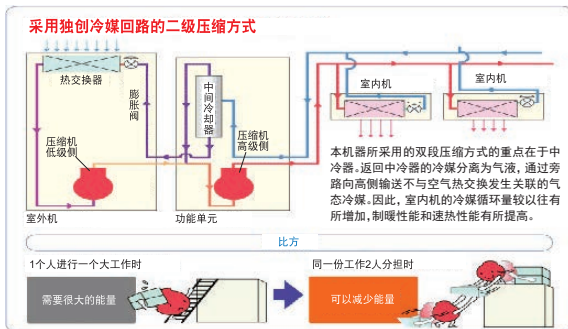 采用独创冷媒回路的二级压缩方式
热交换器
膨胀阀
中间冷却器
室内机
室内机
压缩机
低级侧
压缩机
高级侧
室外机
功能单元
本机器所采用的双段压缩方式的重点在于中
冷器。返回中冷器的冷媒分离为气液，通过旁
路向高侧输送不与空气热交换发生关联的气
态冷媒。因此，室内机的冷媒循环量较以往有
所增加，制暖性能和速热性能有所提高。
比方
1个人进行一个大工作时
同一份工作2人分担时
需要很大的能量
可以减少能量